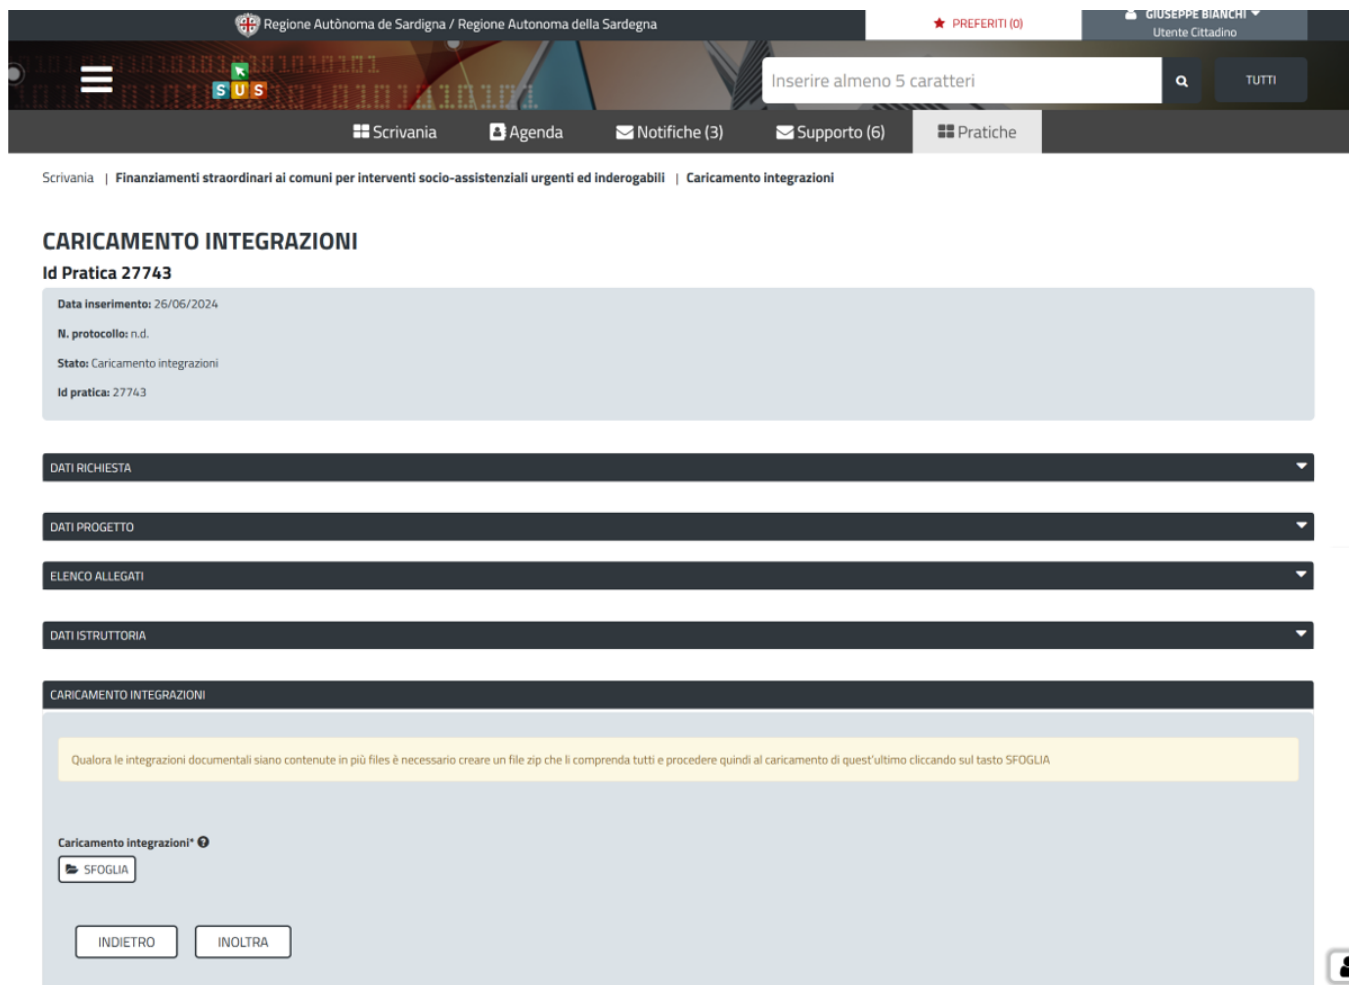 Regione Autònoma de Sardigna / Regione Autonoma della Sardegna
PREFERITI (0)
GIUSEPPE BIANCHI
Utente Cittadino
SUS
Inserire almeno 5 caratteri
TUTTI
Scrivania
Agenda
Notifiche (3)
Supporto (6)
Pratiche
Scrivania | Finanziamenti straordinari ai comuni per interventi socio-assistenziali urgenti ed inderogabili | Caricamento integrazioni
CARICAMENTO INTEGRAZIONI
Id Pratica 27743
Data inserimento: 26/06/2024
N. protocollo: n.d.
Stato: Caricamento integrazioni
Id pratica: 27743
DATI RICHIESTA
DATI PROGETTO
ELENCO ALLEGATI
DATI ISTRUTTORIA
CARICAMENTO INTEGRAZIONI
Qualora le integrazioni documentali siano contenute in più files è necessario creare un file zip che li comprenda tutti e procedere quindi al caricamento di quest'ultimo cliccando sul tasto SFOGLIA
Caricamento integrazioni*
SFOGLIA
INDIETRO
INOLTRA